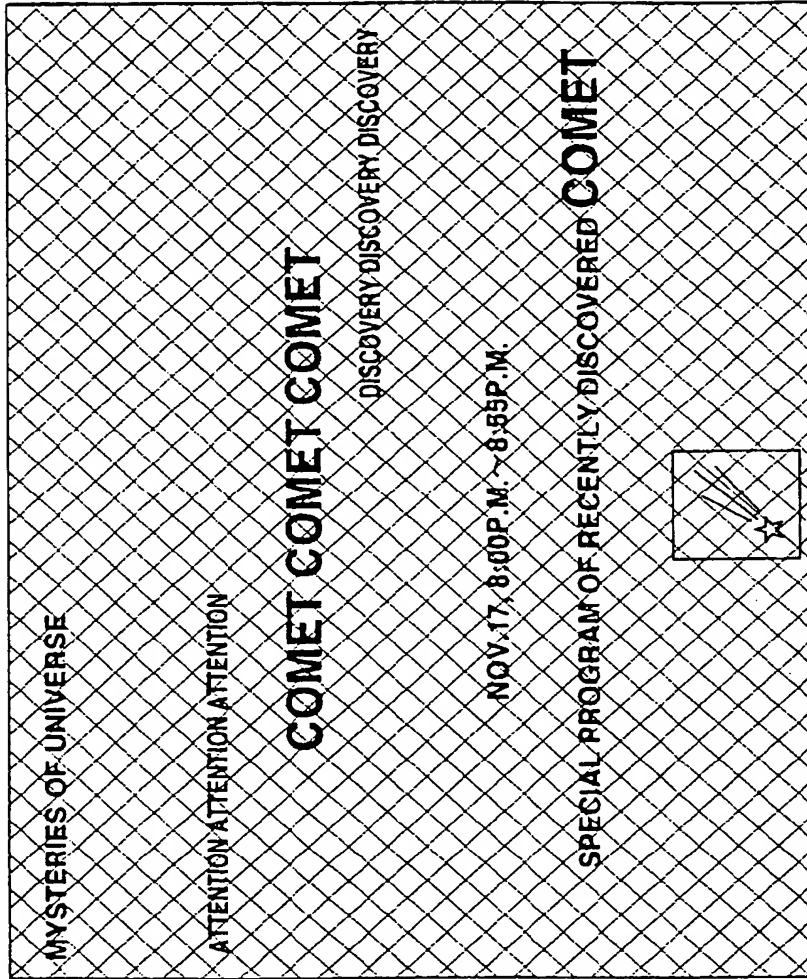 MYSTERIES OF UNIVERSE
ATTENTION ATTENTION ATTENTION
COMET COMET COMET
DISCOVERY DISCOVERY DISCOVERY
NOV.17, 8:00P.M.~8:55P.M.
SPECIAL PROGRAM OF RECENTLY DISCOVERED COMET